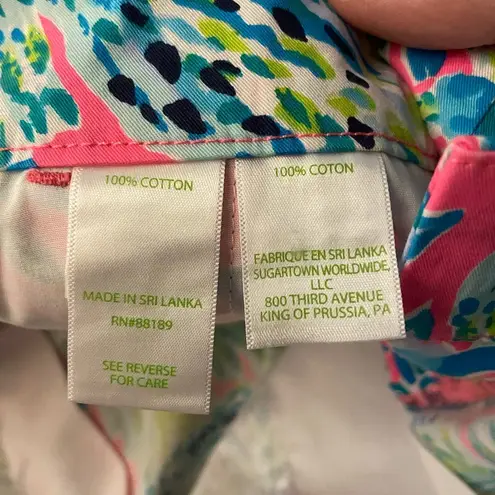 100% COTTON
MADE IN SRI LANKA
RN#88189
SEE REVERSE
FOR CARE
100% COTTON
FABRIQUE EN SRI LANKA
SUGARTOWN WORLDWIDE,
LLC
800 THIRD AVENUE
KING OF PRUSSIA, PA